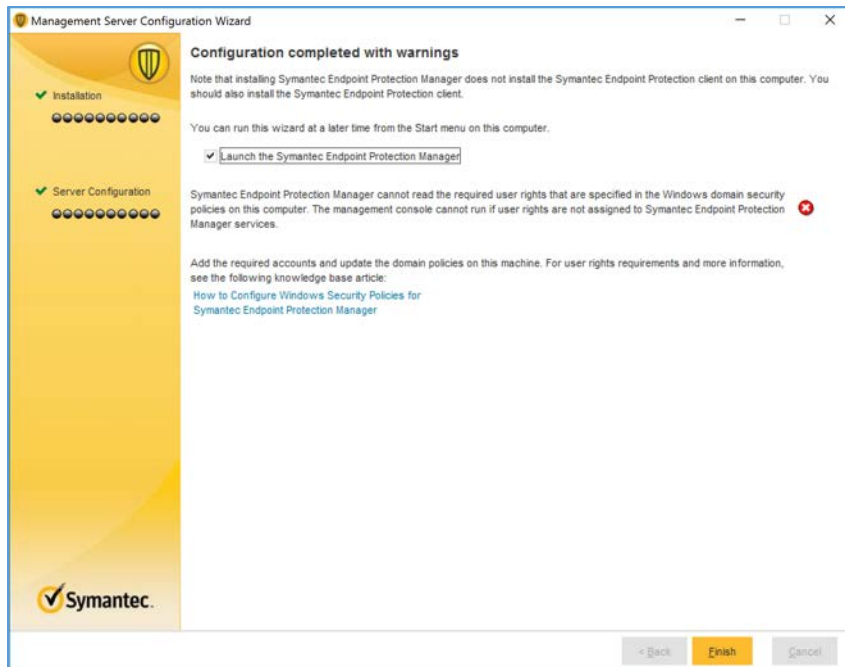 Management Server Configuration Wizard
Configuration completed with warnings
Note that installing Symantec Endpoint Protection Manager does not install the Symantec Endpoint Protection client on this computer. You
should also install the Symantec Endpoint Protection client.
Installation
You can run this wizard at a later time from the Start menu on this computer.
Launch the Symantec Endpoint Protection Manager
Server Configuration
Symantec Endpoint Protection Manager cannot read the required user rights that are specified in the Windows domain security
policies on this computer. The management console cannot run if user rights are not assigned to Symantec Endpoint Protection
Manager services.
Add the required accounts and update the domain policies on this machine. For user rights requirements and more information,
see the following knowledge base article:
How to Configure Windows Security Policies for
Symantec Endpoint Protection Manager
Symantec.
< Back
Finish
Cancel